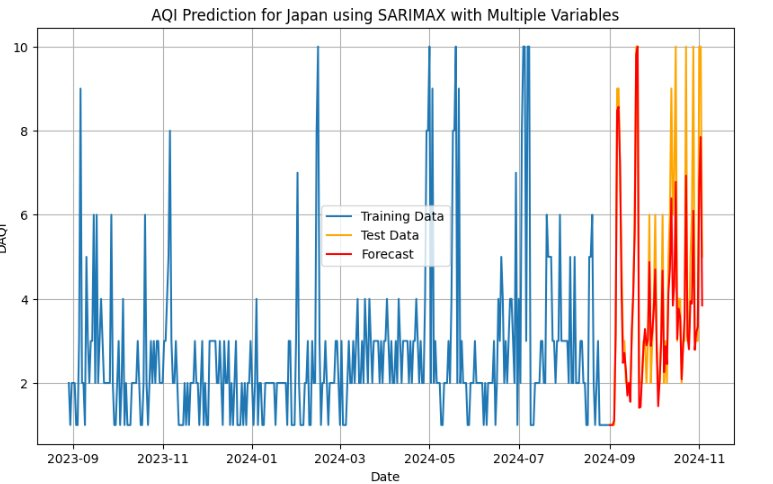 AQI Prediction for Japan using SARIMAX with Multiple Variables
10
8
6
4
2
DAQI
Training Data
Test Data
Forecast
2023-09 2023-11 2024-01 2024-03 2024-05 2024-07 2024-09 2024-11
Date